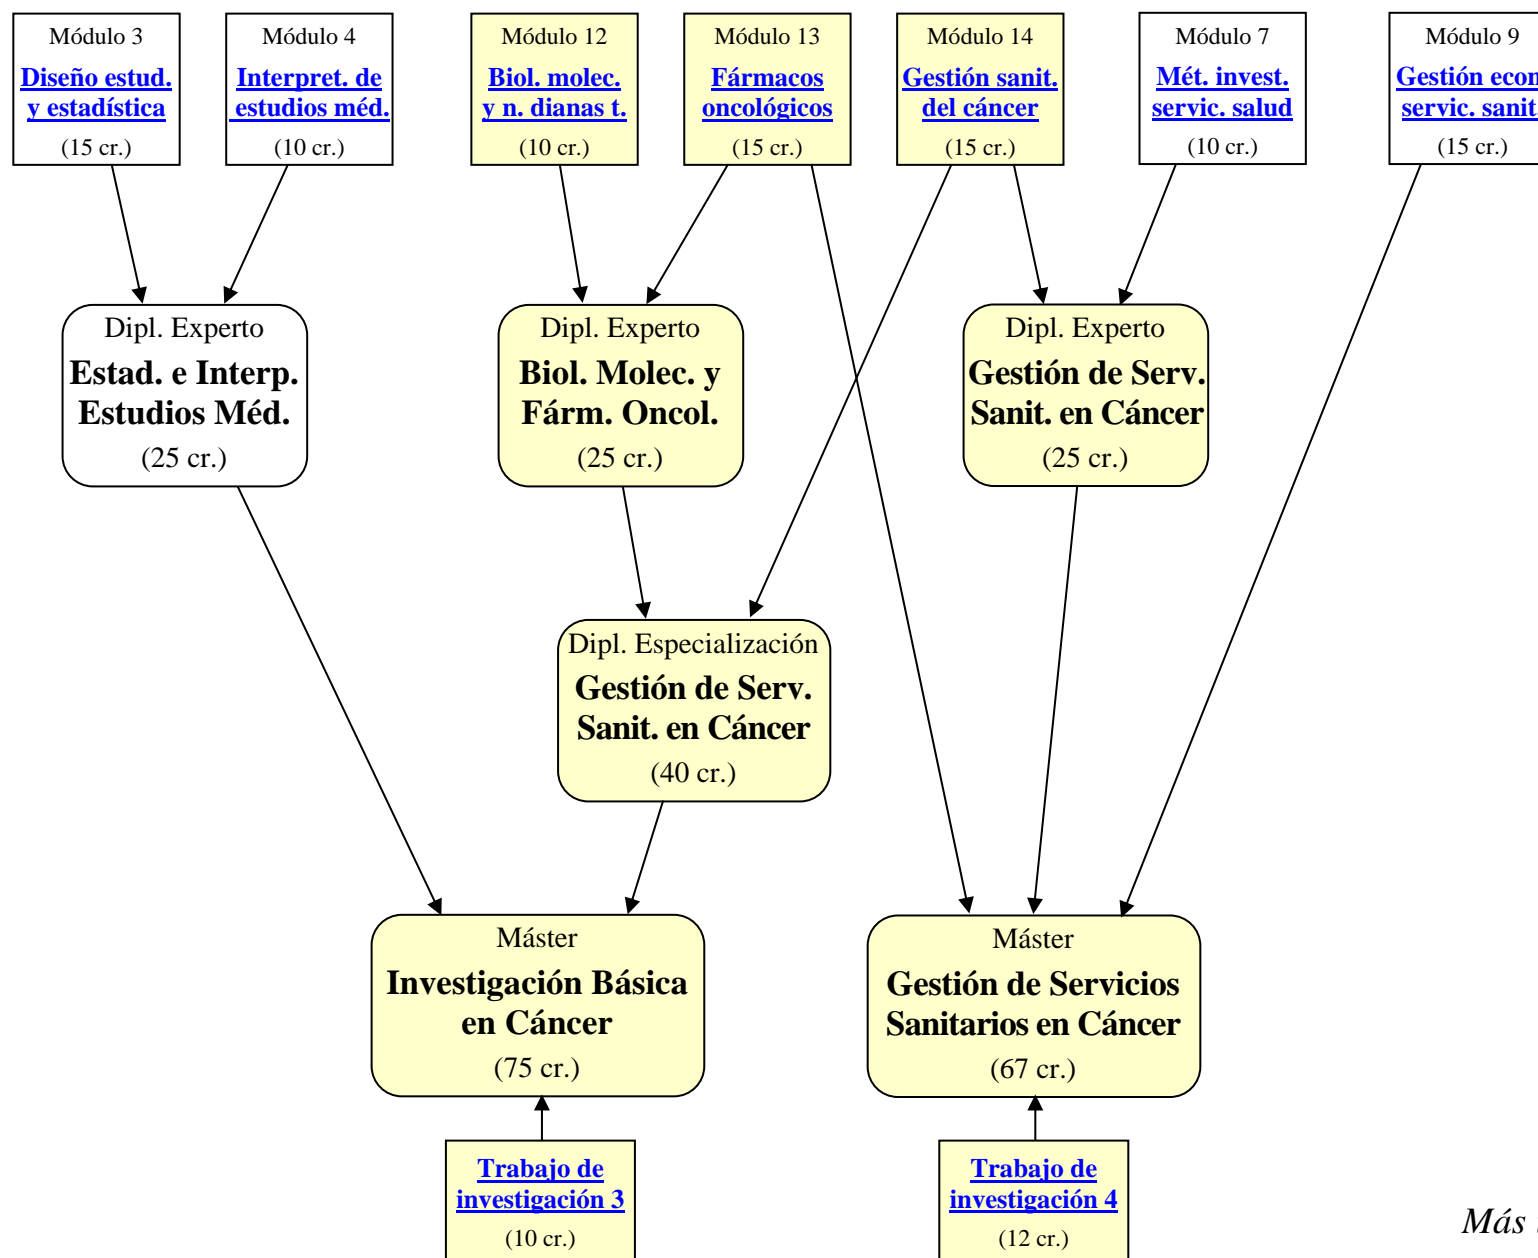 Módulo 3
Diseño estud.
y estadística
(15 cr.)
Módulo 4
Interpret. de
estudios méd.
(10 cr.)
Módulo 12
Biol. molec.
y n. dianas t.
(10 cr.)
Módulo 13
Fármacos
oncológicos
(15 cr.)
Módulo 14
Gestión sanit.
del cáncer
(15 cr.)
Módulo 7
Mét. invest.
servic. salud
(10 cr.)
Módulo 9
Gestión econ
servic. sanit.
(15 cr.)
Dipl. Experto
Estad. e Interp.
Estudios Méd.
(25 cr.)
Dipl. Experto
Biol. Molec. y
Fárm. Oncol.
(25 cr.)
Dipl. Experto
Gestión de Serv.
Sanit. en Cáncer
(25 cr.)
Dipl. Especialización
Gestión de Serv.
Sanit. en Cáncer
(40 cr.)
Máster
Investigación Básica
en Cáncer
(75 cr.)
Máster
Gestión de Servicios
Sanitarios en Cáncer
(67 cr.)
Trabajo de
investigación 3
(10 cr.)
Trabajo de
investigación 4
(12 cr.)
Más